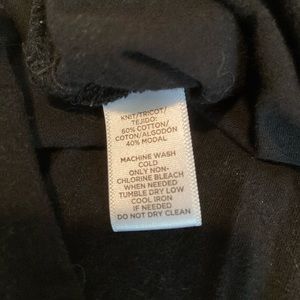 KNIT/TRICOT/
TEJIDO:
60% COTTON/
COTON/ALGODÓN
40% MODAL
MACHINE WASH
COLD
ONLY NON-
CHLORINE BLEACH
WHEN NEEDED
TUMBLE DRY LOW
COOL IRON
IF NEEDED
DO NOT DRY CLEAN